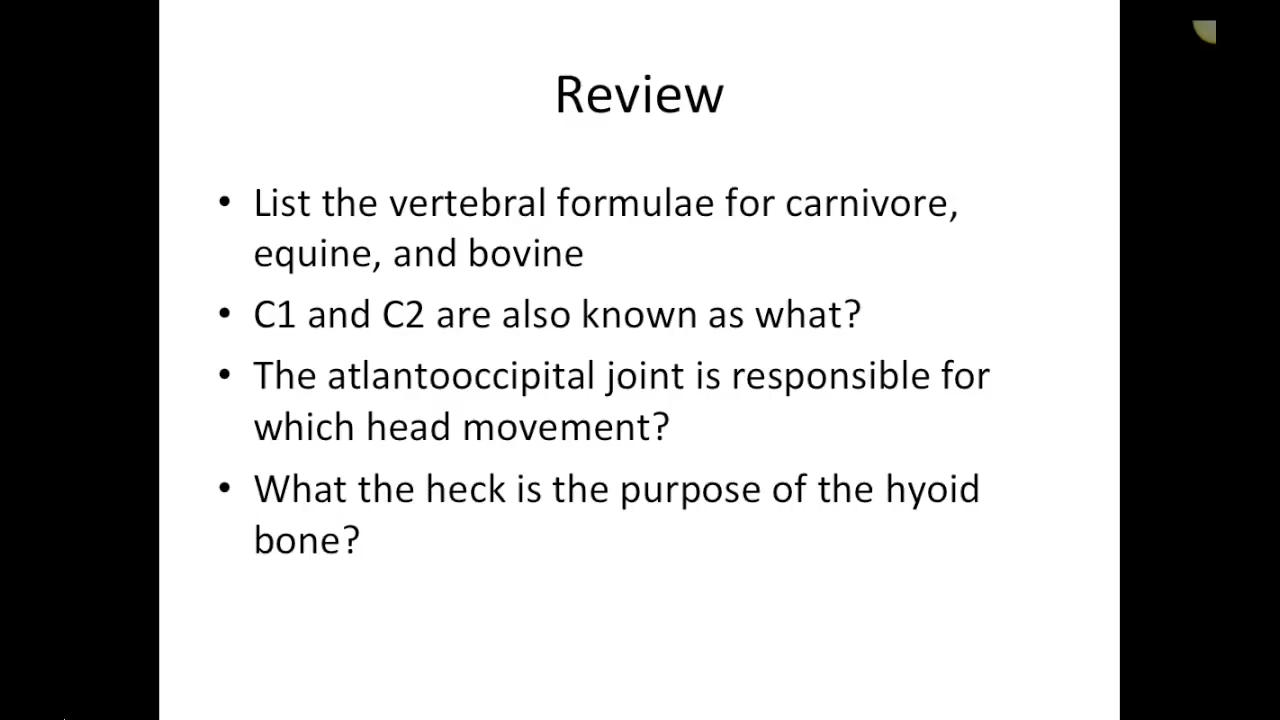 Review
• List the vertebral formulae for carnivore,
equine, and bovine
• C1 and C2 are also known as what?
• The atlantooccipital joint is responsible for
which head movement?
• What the heck is the purpose of the hyoid
bone?